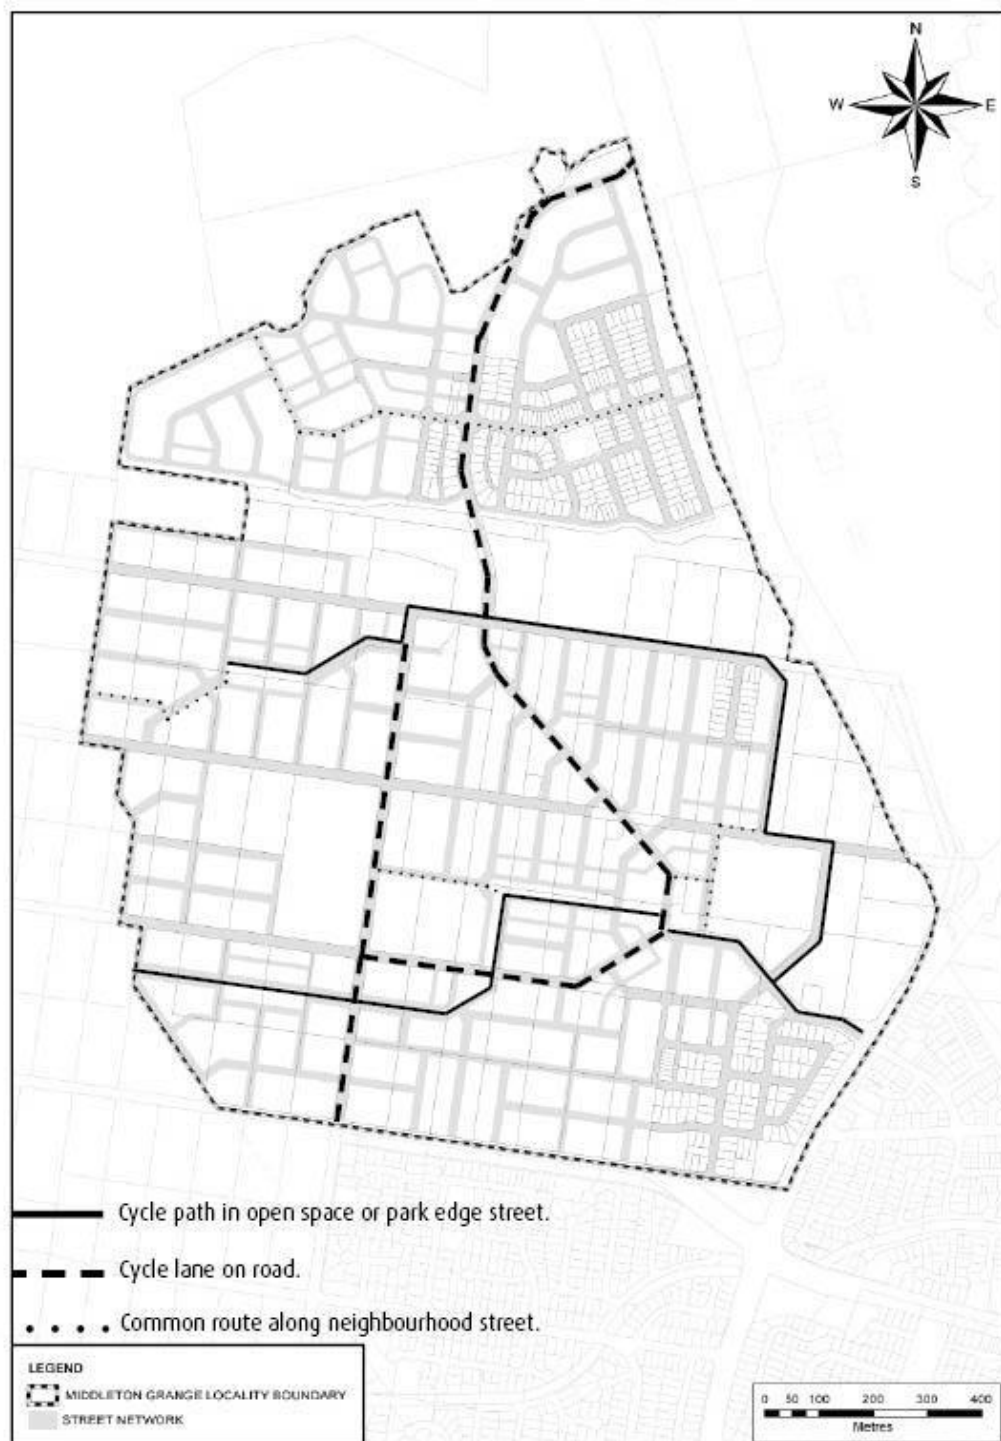 N
W E
S
Cycle path in open space or park edge street.
Cycle lane on road.
Common route along neighbourhood street.
LEGEND
MIDDLETON GRANGE LOCALITY BOUNDARY
STREET NETWORK
0 50 100 200 300 400
Metres